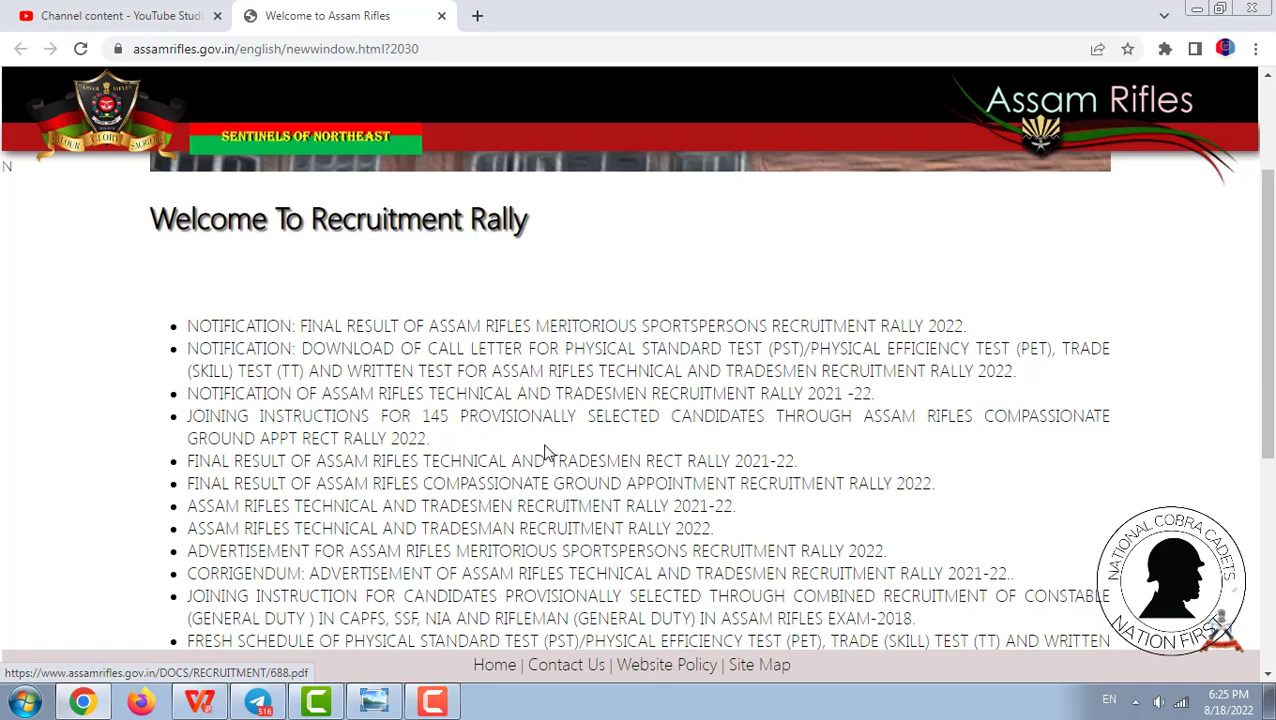 Channel content - YouTube Studi
Welcome to Assam Rifles
assamrifles.gov.in/english/newwindow.html?2030
VALOUR GLORY SACRIFICE
SENTINELS OF NORTHEAST
Assam Rifles
N
Welcome To Recruitment Rally
NOTIFICATION: FINAL RESULT OF ASSAM RIFLES MERITORIOUS SPORTSPERSONS RECRUITMENT RALLY 2022.
NOTIFICATION: DOWNLOAD OF CALL LETTER FOR PHYSICAL STANDARD TEST (PST)/PHYSICAL EFFICIENCY TEST (PET), TRADE
(SKILL) TEST (TT) AND WRITTEN TEST FOR ASSAM RIFLES TECHNICAL AND TRADESMEN RECRUITMENT RALLY 2022.
NOTIFICATION OF ASSAM RIFLES TECHNICAL AND TRADESMEN RECRUITMENT RALLY 2021 -22.
JOINING INSTRUCTIONS FOR 145 PROVISIONALLY SELECTED CANDIDATES THROUGH ASSAM RIFLES COMPASSIONATE
GROUND APPT RECT RALLY 2022.
FINAL RESULT OF ASSAM RIFLES TECHNICAL AND TRADESMEN RECT RALLY 2021-22.
FINAL RESULT OF ASSAM RIFLES COMPASSIONATE GROUND APPOINTMENT RECRUITMENT RALLY 2022.
ASSAM RIFLES TECHNICAL AND TRADESMEN RECRUITMENT RALLY 2021-22.
ASSAM RIFLES TECHNICAL AND TRADESMAN RECRUITMENT RALLY 2022.
ADVERTISEMENT FOR ASSAM RIFLES MERITORIOUS SPORTSPERSONS RECRUITMENT RALLY 2022.
CORRIGENDUM: ADVERTISEMENT OF ASSAM RIFLES TECHNICAL AND TRADESMEN RECRUITMENT RALLY 2021-22..
JOINING INSTRUCTION FOR CANDIDATES PROVISIONALLY SELECTED THROUGH COMBINED RECRUITMENT OF CONSTABLE
(GENERAL DUTY ) IN CAPFS, SSF, NIA AND RIFLEMAN (GENERAL DUTY) IN ASSAM RIFLES EXAM-2018.
FRESH SCHEDULE OF PHYSICAL STANDARD TEST (PST)/PHYSICAL EFFICIENCY TEST (PET), TRADE (SKILL) TEST (TT) AND WRITTEN
NATIONAL COBRA CADETS
NATION FIRST
Home | Contact Us | Website Policy | Site Map
https://www.assamrifles.gov.in/DOCS/RECRUITMENT/688.pdf
516
EN
6:25 PM
8/18/2022